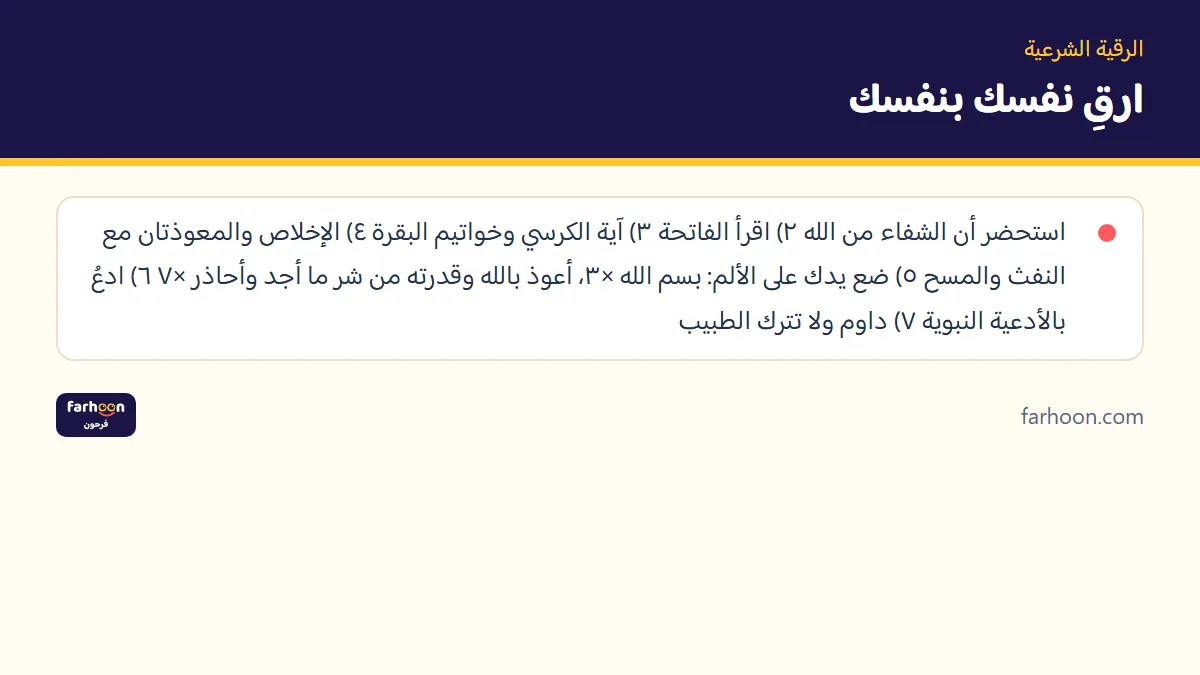 الرقية الشرعية
ارقِ نفسك بنفسك
استحضر أن الشفاء من الله ٢) اقرأ الفاتحة ٣) آية الكرسي وخواتيم البقرة ٤) الإخلاص والمعوذتان مع
النفث والمسح ٥) ضع يدك على الألم: بسم الله ×٣، أعوذ بالله وقدرته من شر ما أجد وأحاذر ×٧ ٦) ادعُ
بالأدعية النبوية ٧) داوم ولا تترك الطبيب
farhoon.com
farhoon
فرحون